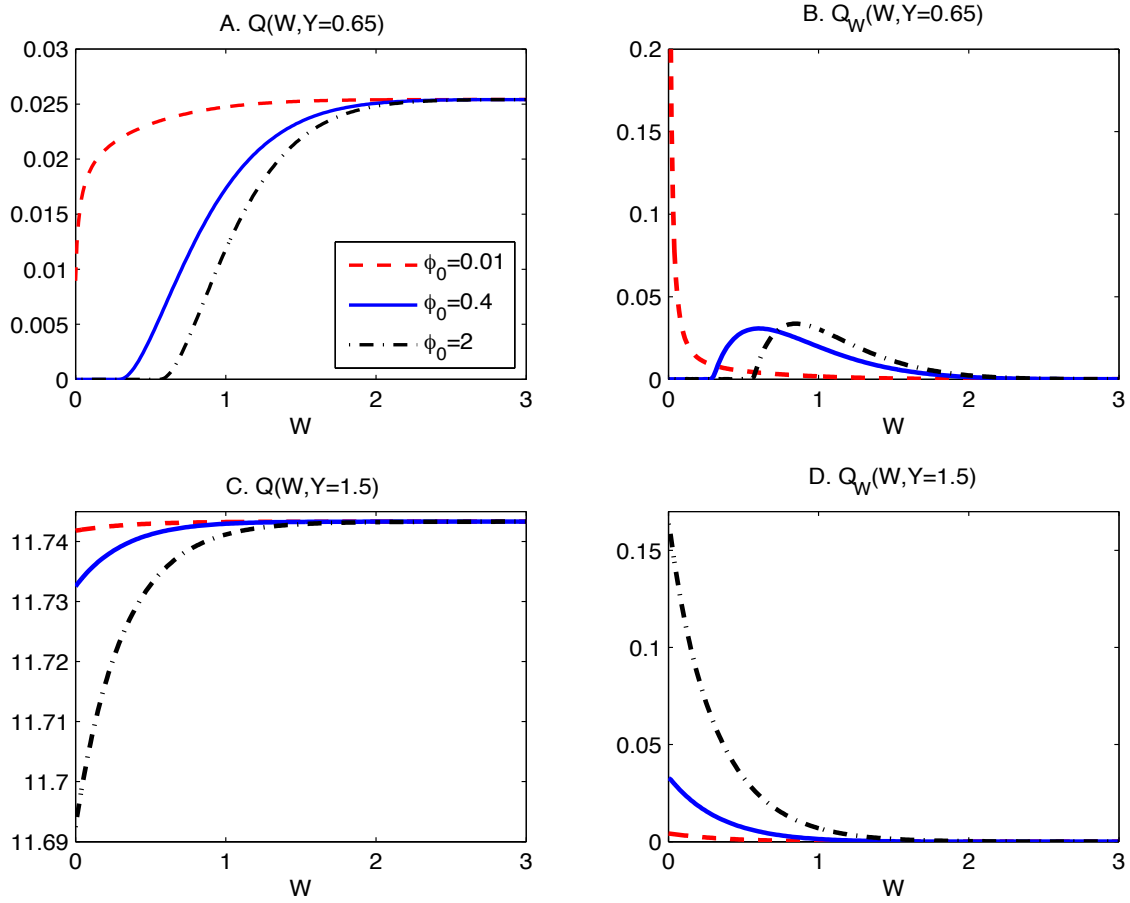 A. Q(W,Y=0.65)
0.03
0.025
0.02
0.015
0.01
0.005
0
0 1 2 3
W
ϕ₀=0.01
ϕ₀=0.4
ϕ₀=2
B. Q_W(W,Y=0.65)
0.2
0.15
0.1
0.05
0
0 1 2 3
W
C. Q(W,Y=1.5)
11.74
11.73
11.72
11.71
11.7
11.69
0 1 2 3
W
D. Q_W(W,Y=1.5)
0.15
0.1
0.05
0
0 1 2 3
W